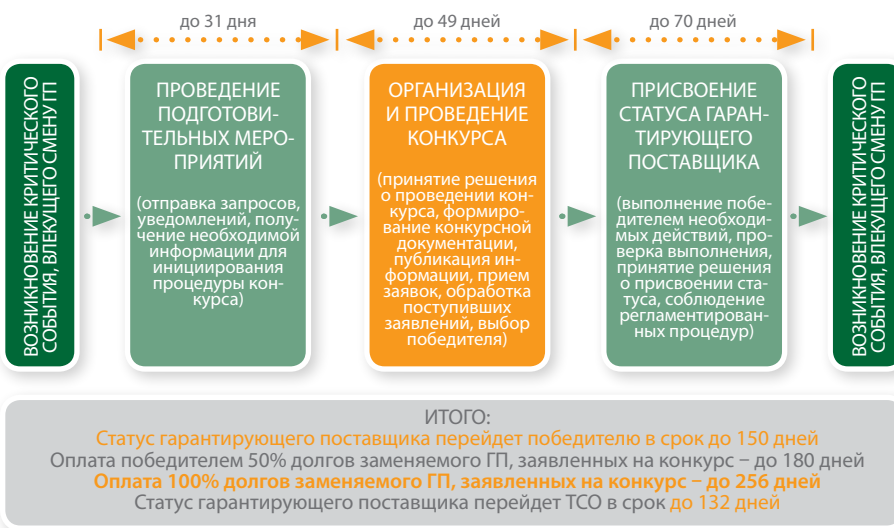 до 31 дня
до 49 дней
до 70 дней
ВОЗНИКНОВЕНИЕ КРИТИЧЕСКОГО
СОБЫТИЯ, ВЛЕКУЩЕГО СМЕНУ ГП
ПРОВЕДЕНИЕ
ПОДГОТОВИ-
ТЕЛЬНЫХ МЕРО-
ПРИЯТИЙ
(отправка запросов,
уведомлений, полу-
чение необходимой
информации для
инициирования
процедуры кон-
курса)
ОРГАНИЗАЦИЯ
И ПРОВЕДЕНИЕ
КОНКУРСА
(принятие решения
о проведении кон-
курса, формиро-
вание конкурсной
документации,
публикация ин-
формации, прием
заявок, обработка
поступивших
заявлений, выбор
победителя)
ПРИСВОЕНИЕ
СТАТУСА ГАРАН-
ТИРУЮЩЕГО
ПОСТАВЩИКА
(выполнение побе-
дителем необходи-
мых действий, про-
верка выполнения,
принятие решения
о присвоении ста-
туса, соблюдение
регламентирован-
ных процедур)
ВОЗНИКНОВЕНИЕ КРИТИЧЕСКОГО
СОБЫТИЯ, ВЛЕКУЩЕГО СМЕНУ ГП
ИТОГО:
Статус гарантирующего поставщика перейдет победителю в срок до 150 дней
Оплата победителем 50% долгов заменяемого ГП, заявленных на конкурс – до 180 дней
Оплата 100% долгов заменяемого ГП, заявленных на конкурс – до 256 дней
Статус гарантирующего поставщика перейдет ТСО в срок до 132 дней